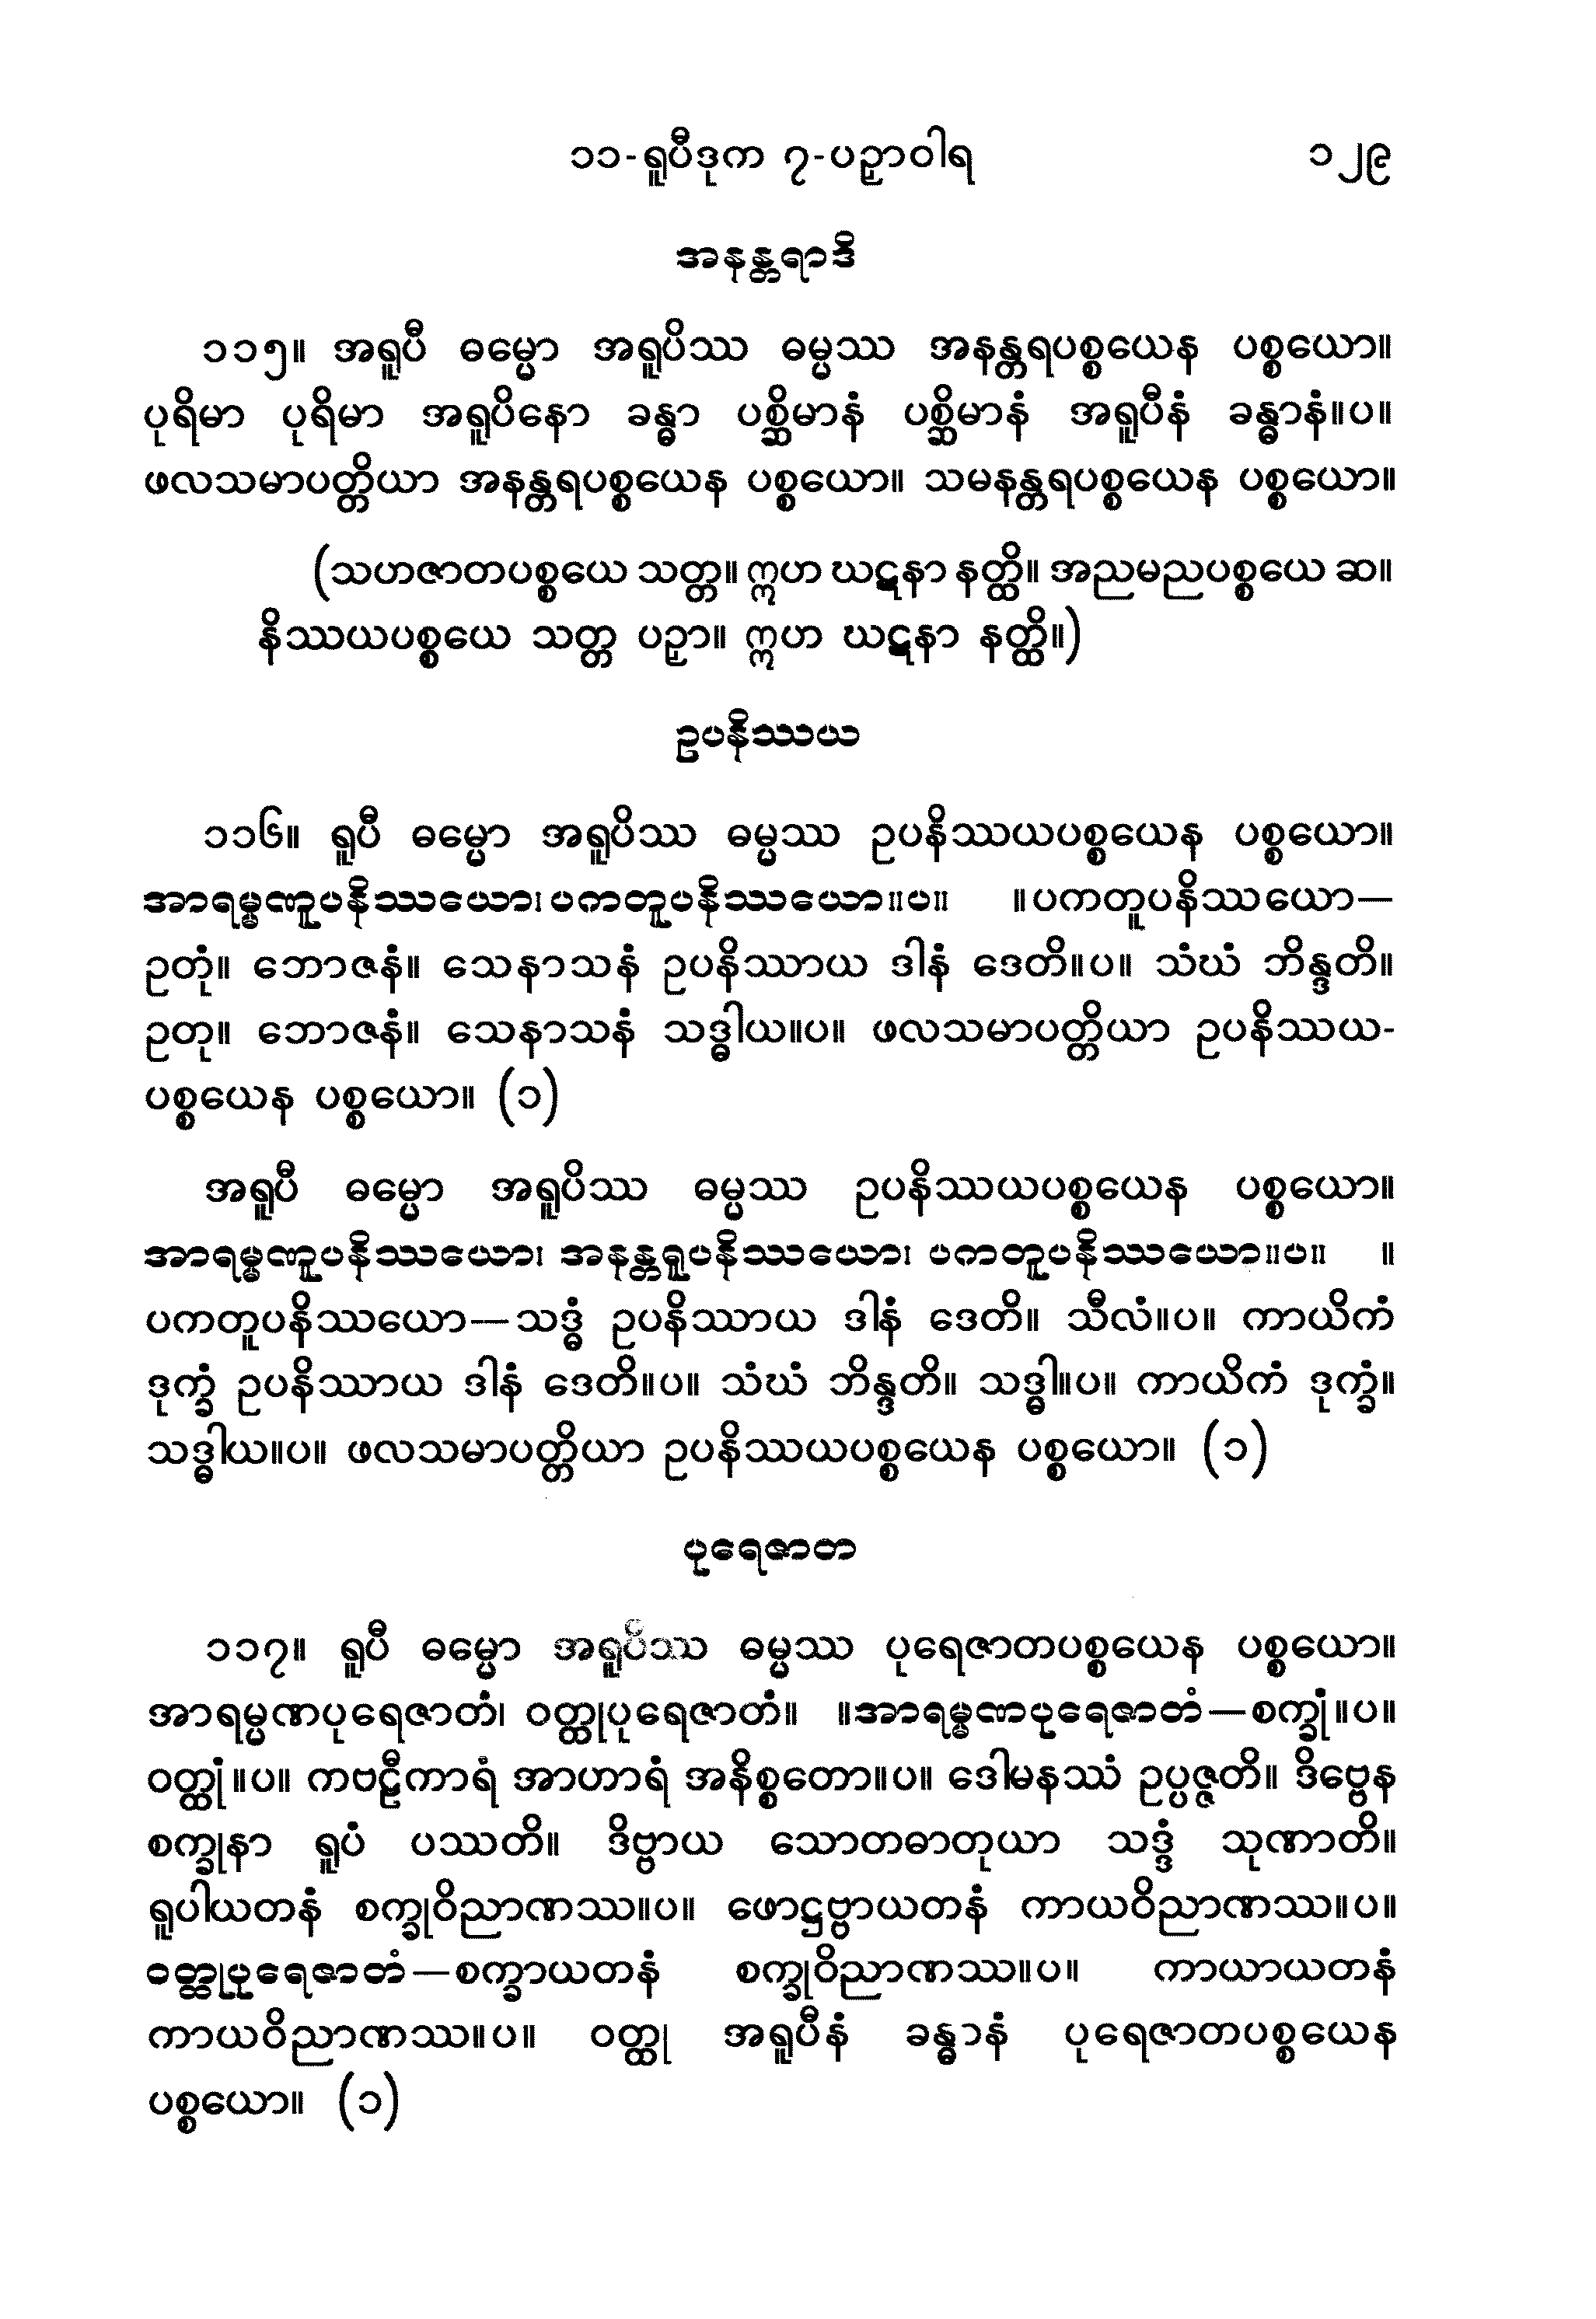 ၁၁-ရူပီဒုက ၇-ပဉှာဝါရ ၁၂၉
အနန္တရာဒိ
၁၁၅။ အရူပီ ဓမ္မော အရူပိဿ ဓမ္မဿ အနန္တရပစ္စယေန ပစ္စယော။
ပုရိမာ ပုရိမာ အရူပိနော ခန္ဓာ ပစ္ဆိမာနံ ပစ္ဆိမာနံ အရူပီနံ ခန္ဓာနံ။ပ။
ဖလသမာပတ္တိယာ အနန္တရပစ္စယေန ပစ္စယော။ သမနန္တရပစ္စယေန ပစ္စယော။
(သဟဇာတပစ္စယေ သတ္တ။ ဣဟ ဃဋနာ နတ္ထိ။ အညမညပစ္စယေ ဆ။
နိဿယပစ္စယေ သတ္တ ပဉှာ။ ဣဟ ဃဋနာ နတ္ထိ။)
ဥပနိဿယ
၁၁၆။ ရူပီ ဓမ္မော အရူပိဿ ဓမ္မဿ ဥပနိဿယပစ္စယေန ပစ္စယော။
အာရမ္မဏူပနိဿယော၊ ပကတူပနိဿယော။ပ။ ။ပကတူပနိဿယော—
ဥတုံ။ ဘောဇနံ။ သေနာသနံ ဥပနိဿာယ ဒါနံ ဒေတိ။ပ။ သံဃံ ဘိန္ဒတိ။
ဥတု။ ဘောဇနံ။ သေနာသနံ သဒ္ဓါယ။ပ။ ဖလသမာပတ္တိယာ ဥပနိဿယ-
ပစ္စယေန ပစ္စယော။ (၁)
အရူပီ ဓမ္မော အရူပိဿ ဓမ္မဿ ဥပနိဿယပစ္စယေန ပစ္စယော။
အာရမ္မဏူပနိဿယော၊ အနန္တရူပနိဿယော၊ ပကတူပနိဿယော။ပ။ ။
ပကတူပနိဿယော—သဒ္ဓံ ဥပနိဿာယ ဒါနံ ဒေတိ။ သီလံ။ပ။ ကာယိကံ
ဒုက္ခံ ဥပနိဿာယ ဒါနံ ဒေတိ။ပ။ သံဃံ ဘိန္ဒတိ။ သဒ္ဓါ။ပ။ ကာယိကံ ဒုက္ခံ။
သဒ္ဓါယ။ပ။ ဖလသမာပတ္တိယာ ဥပနိဿယပစ္စယေန ပစ္စယော။ (၁)
ပုရေဇာတ
၁၁၇။ ရူပီ ဓမ္မော အရူပိဿ ဓမ္မဿ ပုရေဇာတပစ္စယေန ပစ္စယော။
အာရမ္မဏပုရေဇာတံ၊ ဝတ္ထုပုရေဇာတံ။ ။အာရမ္မဏပုရေဇာတံ—စက္ခုံ။ပ။
ဝတ္ထုံ။ပ။ ကဗဠီကာရံ အာဟာရံ အနိစ္စတော။ပ။ ဒေါမနဿံ ဥပ္ပဇ္ဇတိ။ ဒိဗ္ဗေန
စက္ခုနာ ရူပံ ပဿတိ။ ဒိဗ္ဗာယ သောတဓာတုယာ သဒ္ဒံ သုဏာတိ။
ရူပါယတနံ စက္ခုဝိညာဏဿ။ပ။ ဖောဋ္ဌဗ္ဗာယတနံ ကာယဝိညာဏဿ။ပ။
ဝတ္ထုပုရေဇာတံ—စက္ခာယတနံ စက္ခုဝိညာဏဿ။ပ။ ကာယာယတနံ
ကာယဝိညာဏဿ။ပ။ ဝတ္ထု အရူပီနံ ခန္ဓာနံ ပုရေဇာတပစ္စယေန
ပစ္စယော။ (၁)